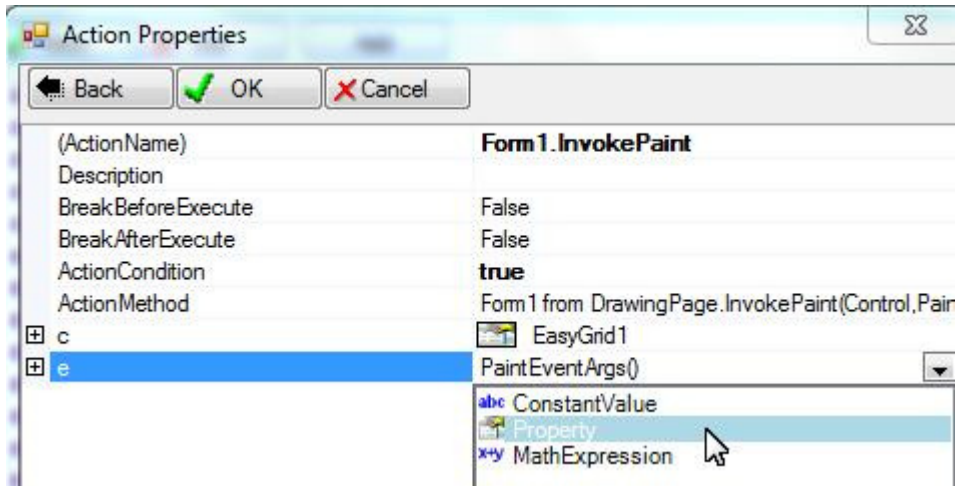 Action Properties
Back OK Cancel
(ActionName) Form1.InvokePaint
Description
BreakBeforeExecute False
BreakAfterExecute False
ActionCondition true
ActionMethod Form1 from DrawingPage.InvokePaint(Control,Pain
c EasyGrid1
e PaintEventArgs()
abc ConstantValue
Property
x+y MathExpression